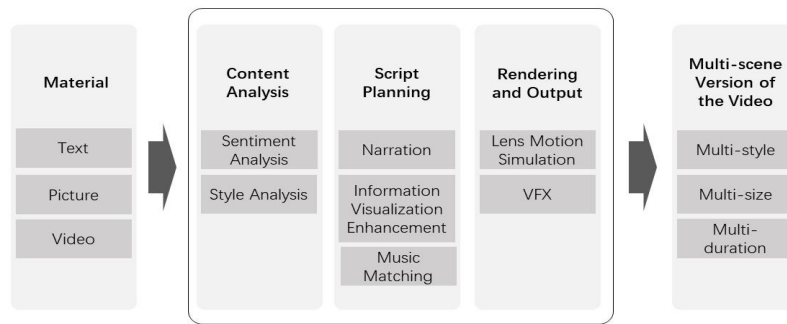 Material
Text
Picture
Video
Content
Analysis
Sentiment
Analysis
Style Analysis
Script
Planning
Narration
Information
Visualization
Enhancement
Music
Matching
Rendering
and Output
Lens Motion
Simulation
VFX
Multi-scene
Version of
the Video
Multi-style
Multi-size
Multi-
duration